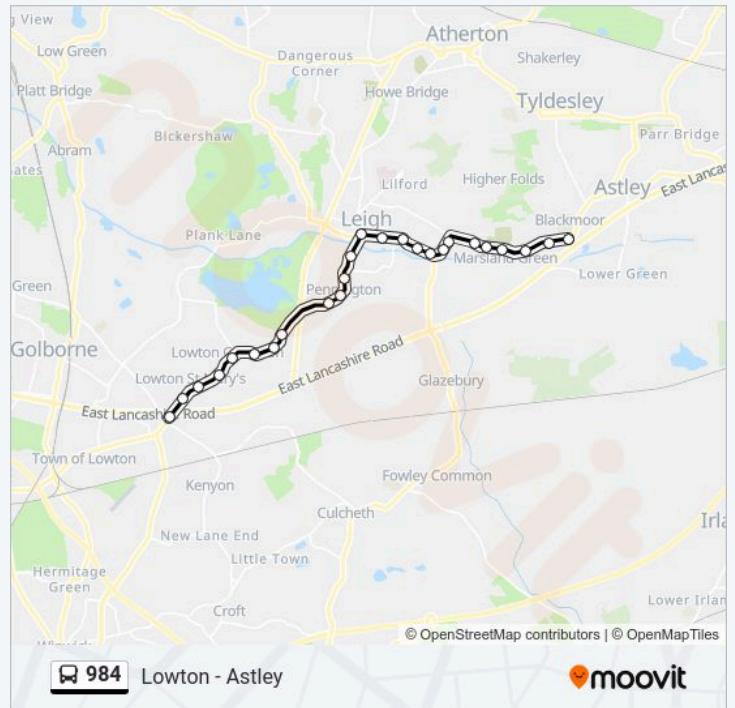 g View
Atherton
Low Green
Dangerous
Corner
Shakerley
Platt Bridge
Howe Bridge
Tyldesley
Bickershaw
Parr Bridge
Abram
ates
Lilford
Higher Folds
Astley
East Lancas
Leigh
Blackmoor
Plank Lane
Marsland Green
Lower Green
Green
Pennington
Golborne
Lowton
East Lancashire Road
Lowton St Mary's
Glazebury
East Lancashire Road
Town of Lowton
Kenyon
Fowley Common
Culcheth
Irla
New Lane End
Little Town
Hermitage
Green
Croft
Lower Irlam
© OpenStreetMap contributors | © OpenMapTiles
984 Lowton - Astley
moovit